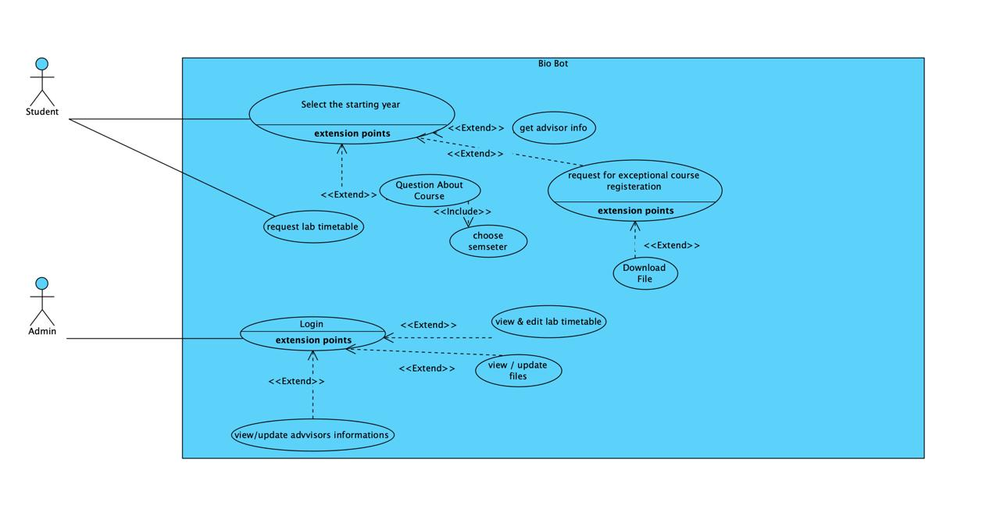 Bio Bot
Student
Select the starting year
extension points
<<Extend>>
get advisor info
<<Extend>>
request for exceptional course
registeration
extension points
<<Extend>>
Question About
Course
<<Include>>
request lab timetable
choose
semseter
<<Extend>>
Download
File
Admin
Login
extension points
<<Extend>>
view & edit lab timetable
<<Extend>>
view / update
files
<<Extend>>
view/update advvisors informations